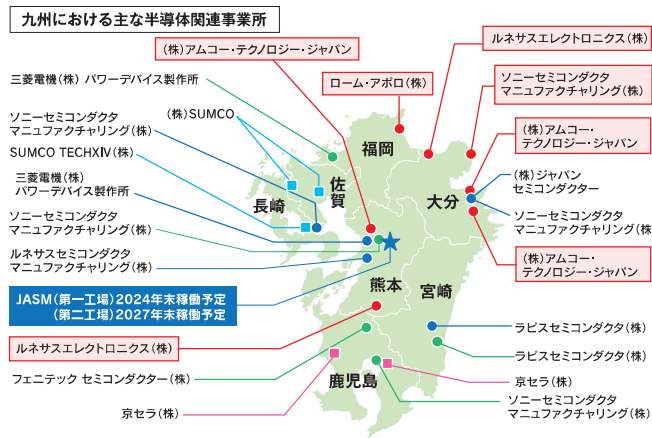 九州における主な半導体関連事業所
(株)アムコー・テクノロジー・ジャパン
ルネサスエレクトロニクス(株)
三菱電機(株) パワーデバイス製作所
ローム・アポロ(株)
ソニーセミコンダクタ
マニュファクチャリング(株)
ソニーセミコンダクタ
マニュファクチャリング(株)
(株)SUMCO
(株)アムコー・
テクノロジー・ジャパン
SUMCO TECHXIV(株)
福岡
三菱電機(株)
パワーデバイス製作所
佐賀
長崎
大分
(株)ジャパン
セミコンダクター
ソニーセミコンダクタ
マニュファクチャリング(株)
ソニーセミコンダクタ
マニュファクチャリング(株
ルネサスセミコンダクタ
マニュファクチャリング(株)
(株)アムコー・
テクノロジー・ジャパン
JASM(第一工場)2024年末稼働予定
(第二工場)2027年末稼働予定
熊本
宮崎
ルネサスエレクトロニクス(株)
ラピスセミコンダクタ(株)
ラピスセミコンダクタ(株)
フェニテック セミコンダクター(株)
鹿児島
京セラ(株)
京セラ(株)
ソニーセミコンダクタ
マニュファクチャリング(株)